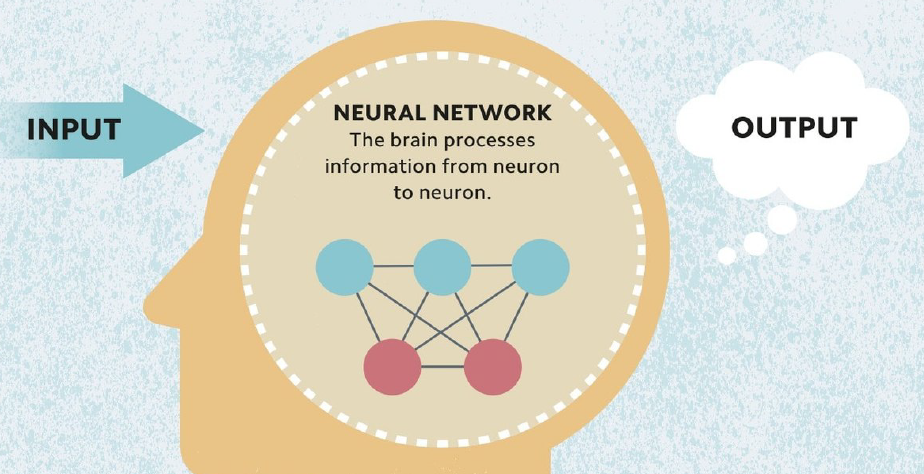 INPUT
NEURAL NETWORK
The brain processes
information from neuron
to neuron.
OUTPUT